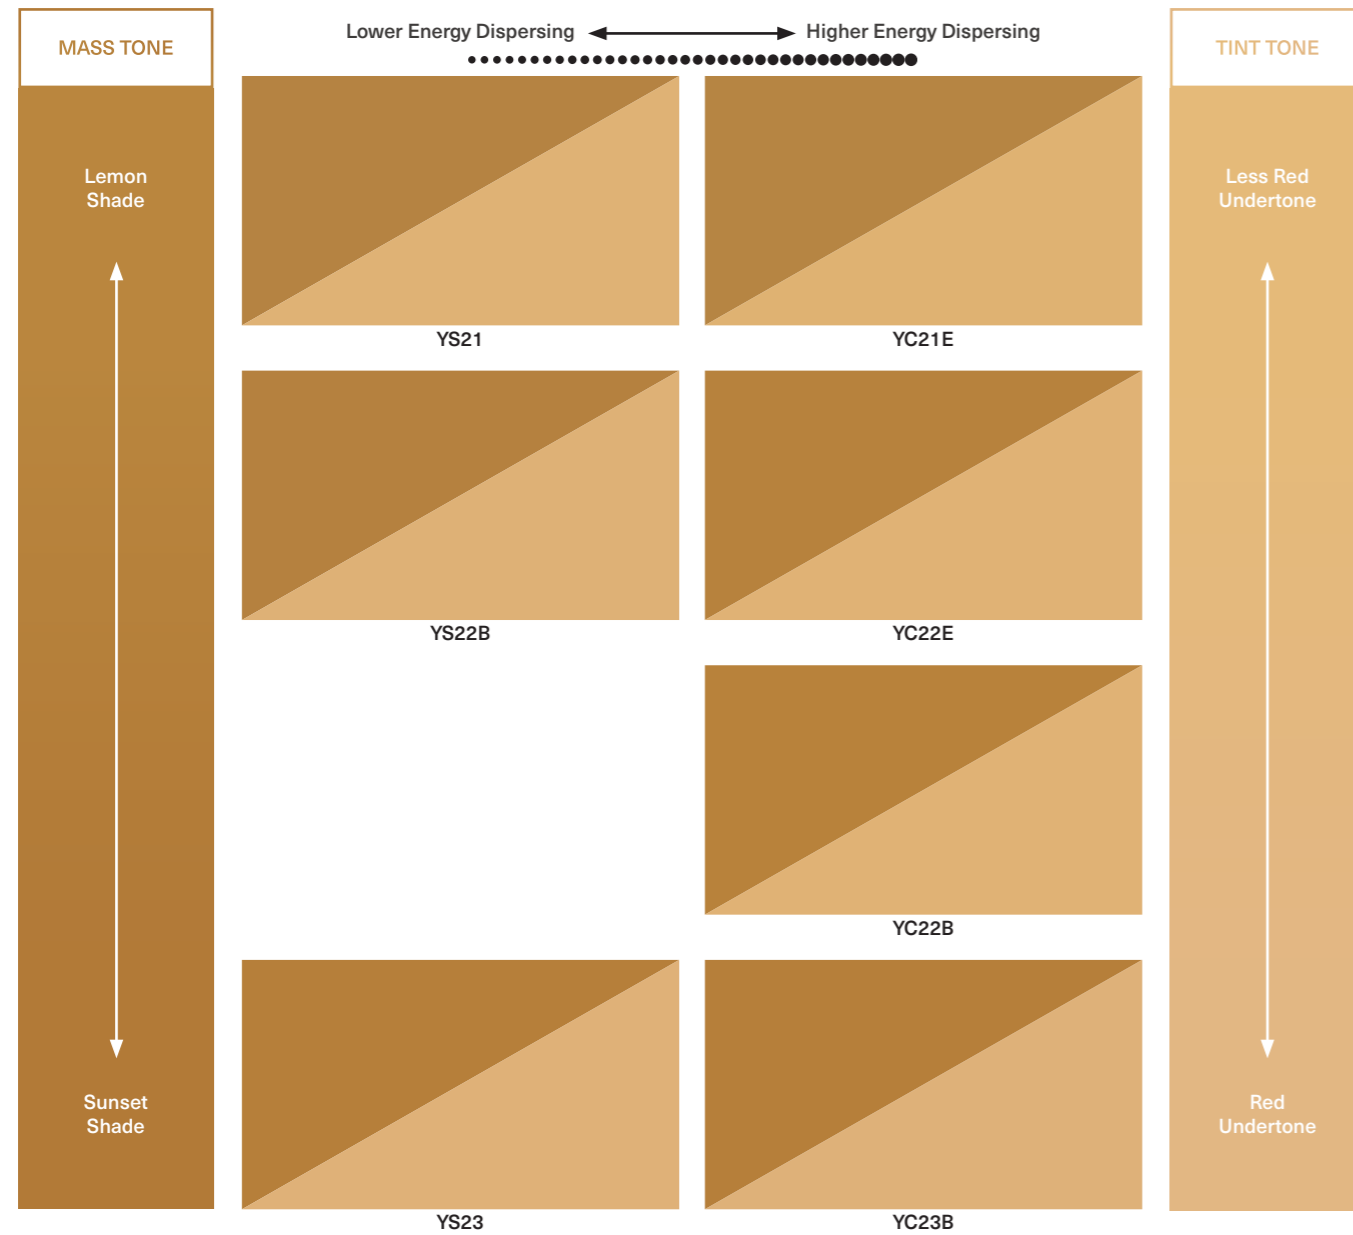 MASS TONE
Lower Energy Dispersing
Higher Energy Dispersing
TINT TONE
Lemon
Shade
Less Red
Undertone
YS21
YC21E
YS22B
YC22E
YC22B
Sunset
Shade
Red
Undertone
YS23
YC23B